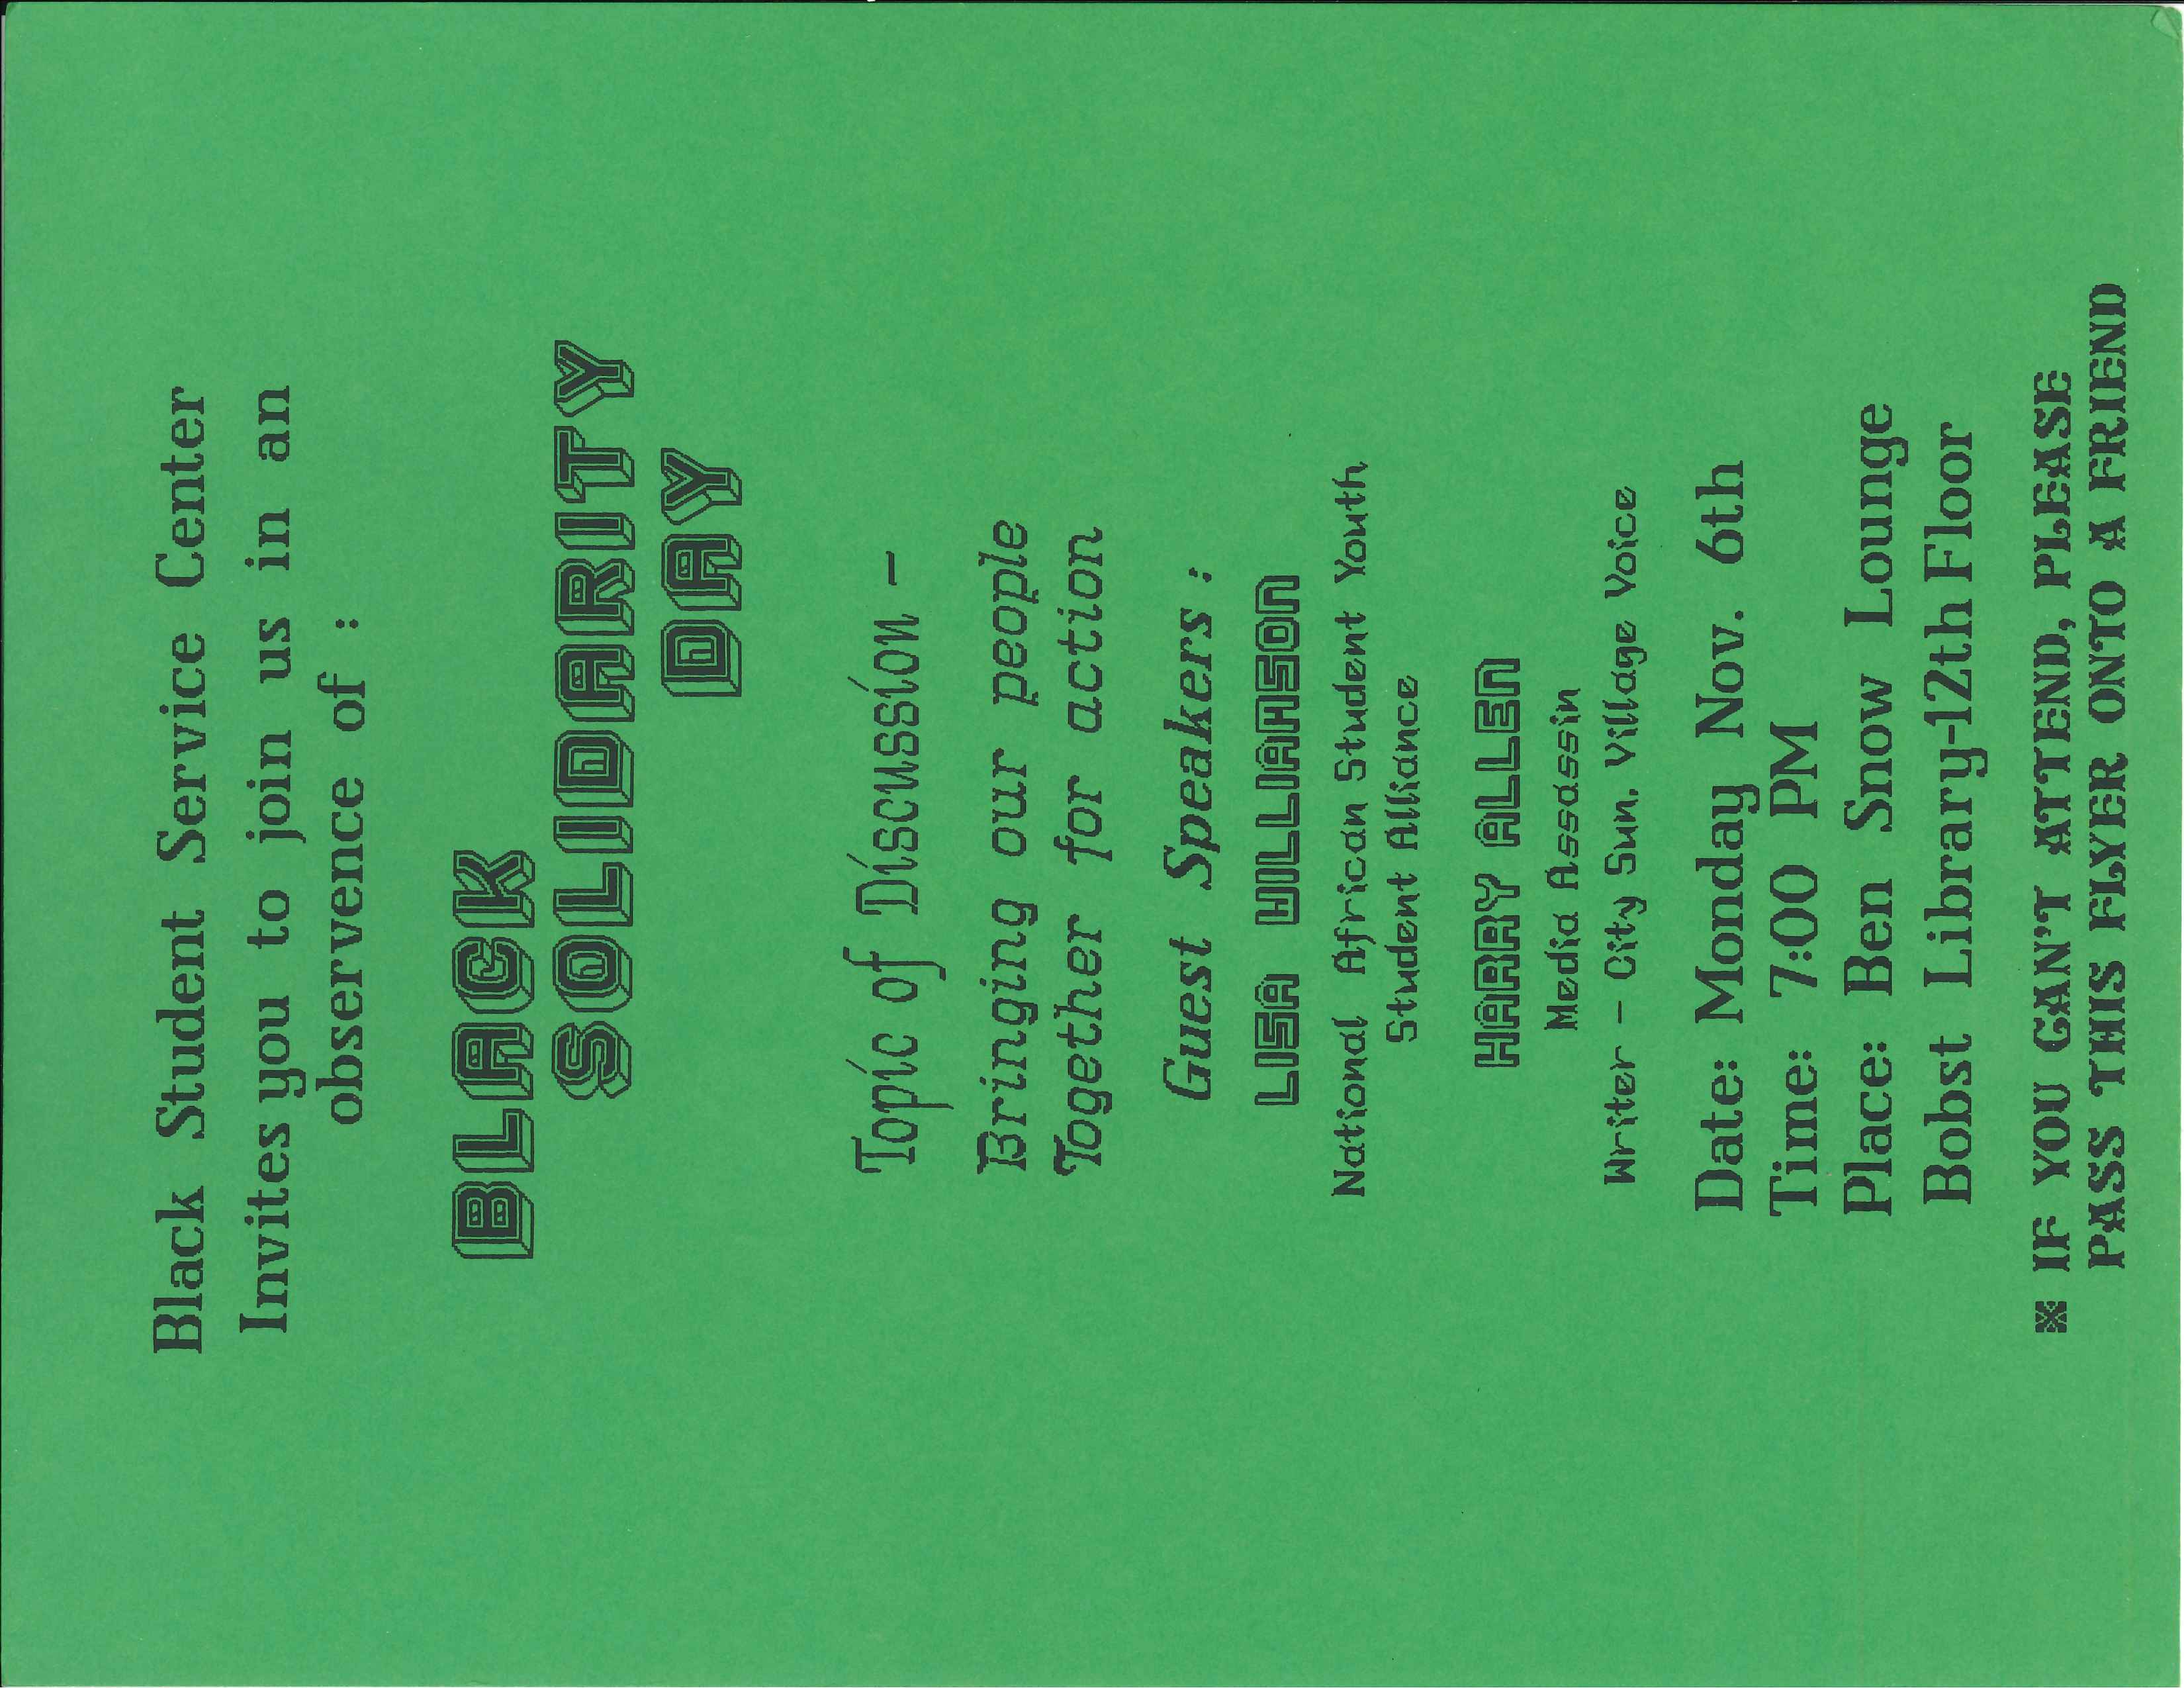 Black Student Service Center
Invites you to join us in an
observence of :
BLACK
SOLIDARITY
DAY
Topic of Discussion -
Bringing our people
Together for action
Guest Speakers :
LISA WILLIAMSON
National African Student Youth
Student Alliance
HARRY ALLEN
Media Assassin
Writer - City Sun, Village Voice
Date: Monday Nov. 6th
Time: 7:00 PM
Place: Ben Snow Lounge
Bobst Library-12th Floor
※ IF YOU CAN'T ATTEND, PLEASE
PASS THIS FLYER ONTO A FRIEND